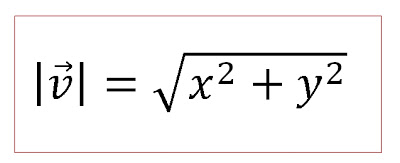 |v⃗| = √(x² + y²)